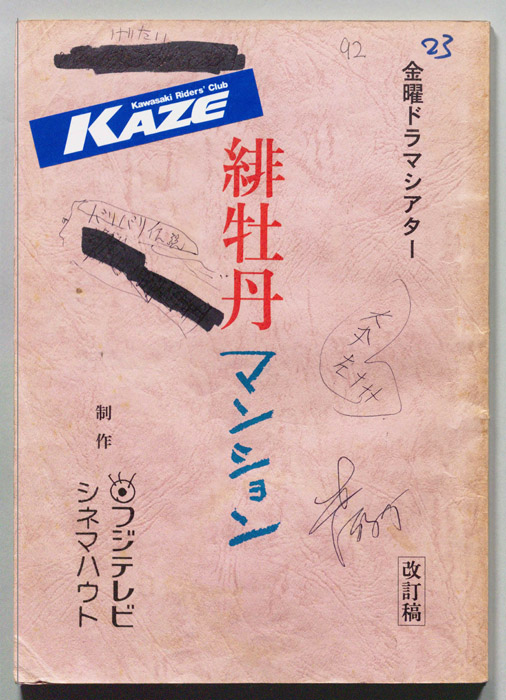 92
23
Kawasaki Riders' Club
KAZE
金曜ドラマシアター
緋牡丹
マンション
制作
フジテレビ
シネマハウト
改訂稿